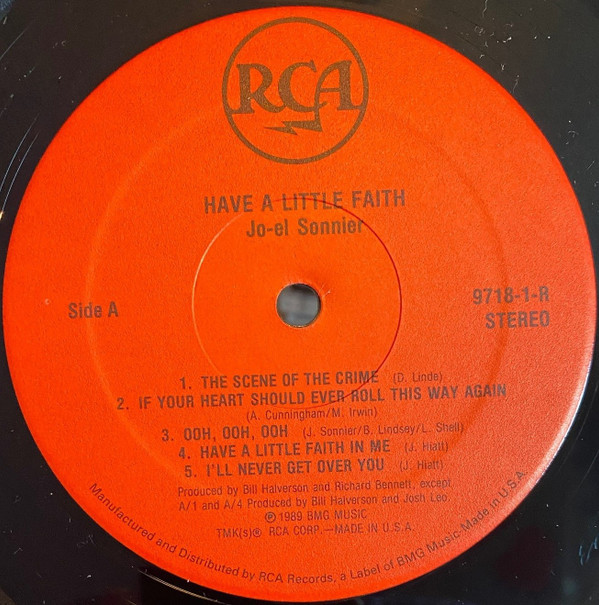 RCA
HAVE A LITTLE FAITH
Jo-el Sonnier
Side A
9718-1-R
STEREO
1. THE SCENE OF THE CRIME (D. Linde)
2. IF YOUR HEART SHOULD EVER ROLL THIS WAY AGAIN
(A. Cunningham/M. Irwin)
3. OOH, OOH, OOH (J. Sonnier/B. Lindsey/L. Shell)
4. HAVE A LITTLE FAITH IN ME (J. Hiatt)
5. I'LL NEVER GET OVER YOU (J. Hiatt)
Produced by Bill Halverson and Richard Bennett, except
A/1 and A/4 Produced by Bill Halverson and Josh Leo.
℗ 1989 BMG MUSIC
TMK(s)® RCA CORP.—MADE IN U.S.A.
Manufactured and Distributed by RCA Records, a Label of BMG Music-Made in U.S.A.